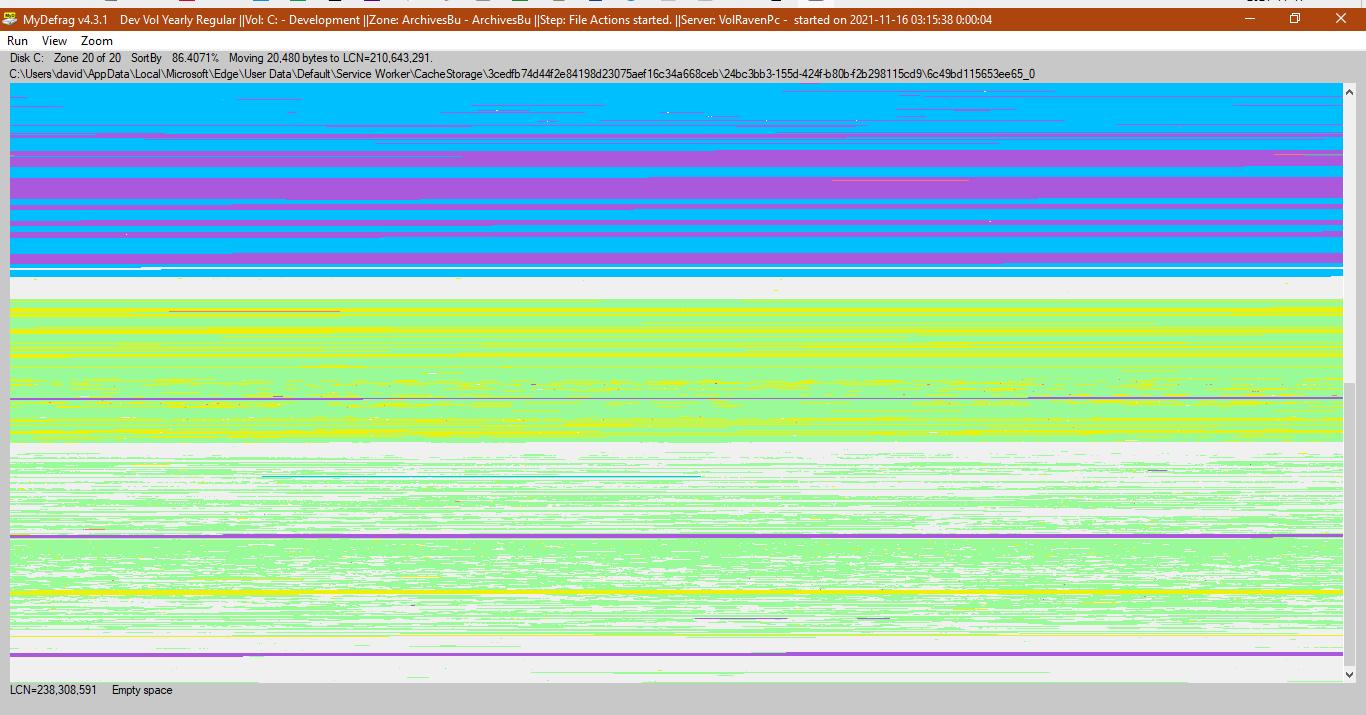 MyDefrag v4.3.1 Dev Vol Yearly Regular ||Vol: C: - Development ||Zone: ArchivesBu - ArchivesBu ||Step: File Actions started. ||Server: VolRavenPc - started on 2021-11-16 03:15:38 0:00:04
Run View Zoom
Disk C: Zone 20 of 20 SortBy 86.4071% Moving 20,480 bytes to LCN=210,643,291.
C:\Users\david\AppData\Local\Microsoft\Edge\User Data\Default\Service Worker\CacheStorage\3cedfb74d44f2e84198d23075aef16c34a668ceb\24bc3bb3-155d-424f-b80b-f2b298115cd9\6c49bd115653ee65_0
LCN=238,308,591 Empty space